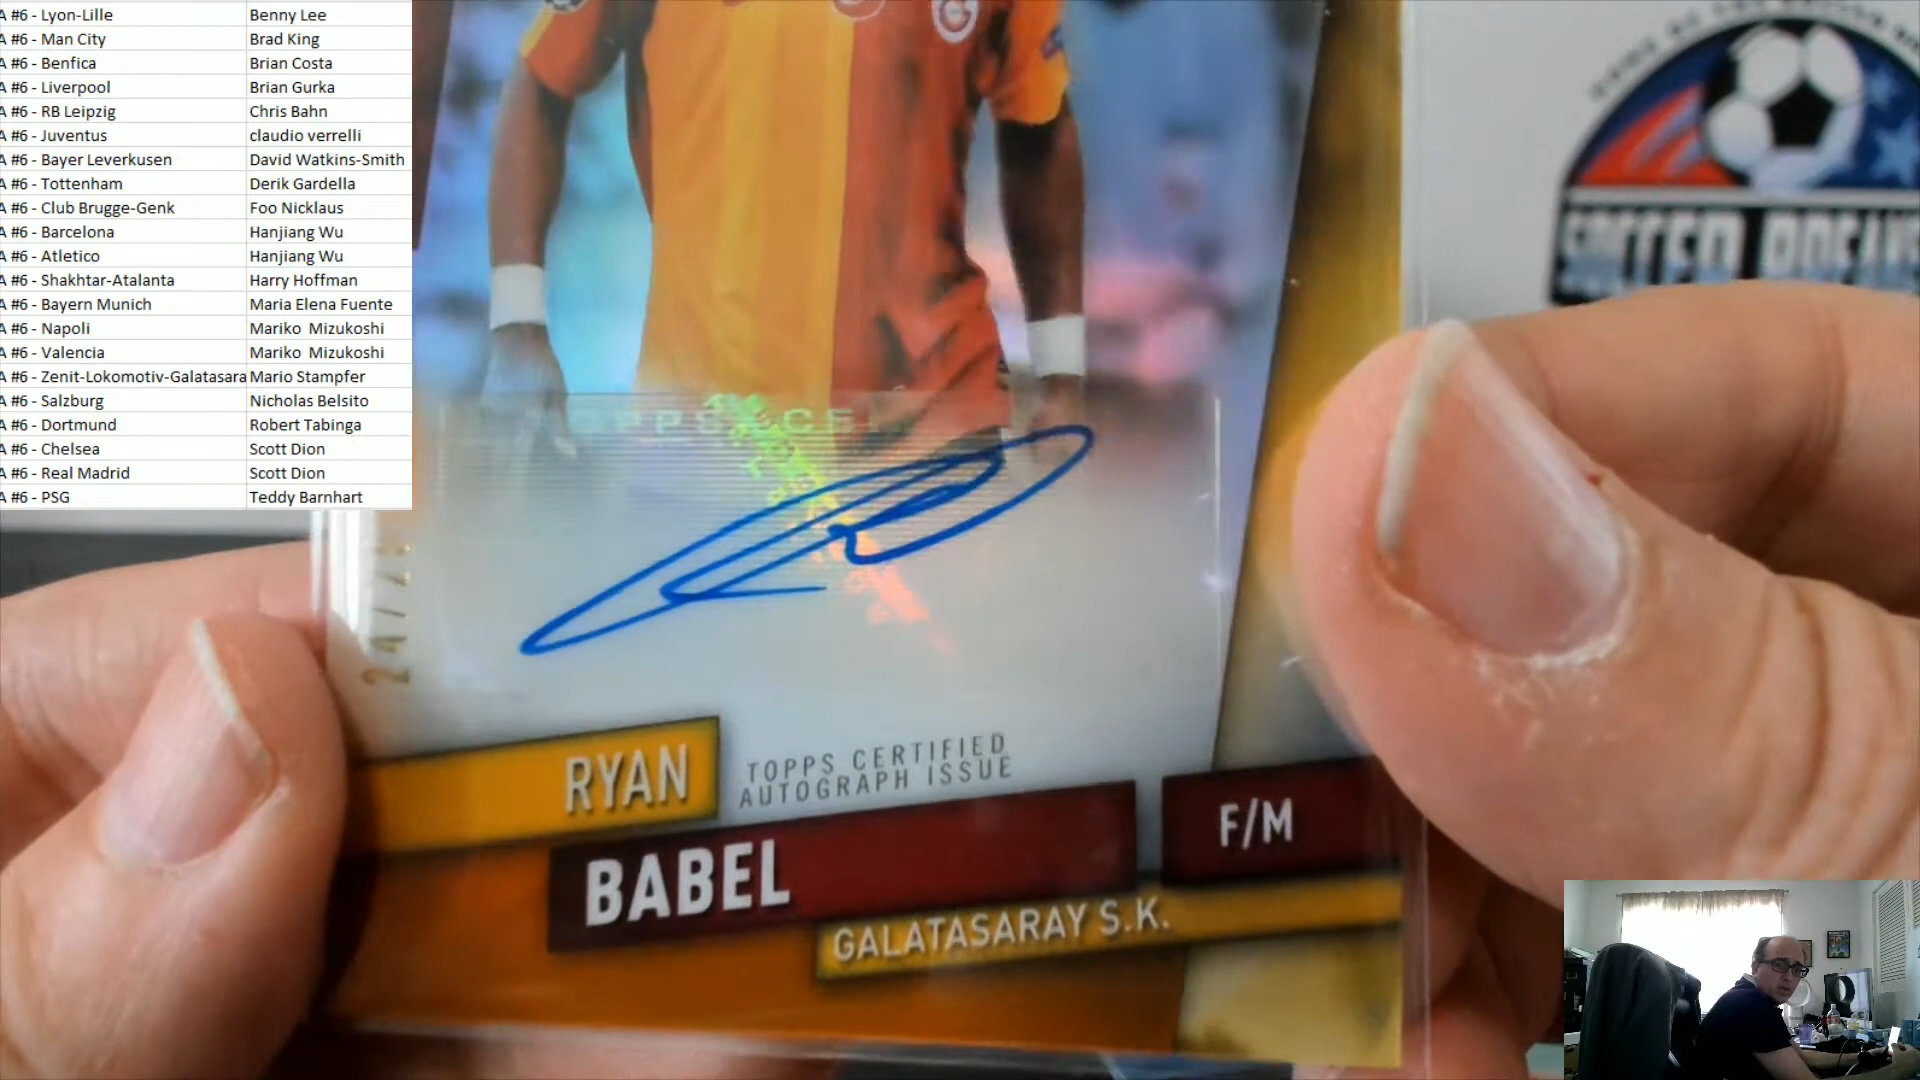 A #6 - Lyon-Lille Benny Lee
A #6 - Man City Brad King
A #6 - Benfica Brian Costa
A #6 - Liverpool Brian Gurka
A #6 - RB Leipzig Chris Bahn
A #6 - Juventus claudio verrelli
A #6 - Bayer Leverkusen David Watkins-Smith
A #6 - Tottenham Derik Gardella
A #6 - Club Brugge-Genk Foo Nicklaus
A #6 - Barcelona Hanjiang Wu
A #6 - Atletico Hanjiang Wu
A #6 - Shakhtar-Atalanta Harry Hoffman
A #6 - Bayern Munich Maria Elena Fuente
A #6 - Napoli Mariko Mizukoshi
A #6 - Valencia Mariko Mizukoshi
A #6 - Zenit-Lokomotiv-Galatasara Mario Stampfer
A #6 - Salzburg Nicholas Belsito
A #6 - Dortmund Robert Tabinga
A #6 - Chelsea Scott Dion
A #6 - Real Madrid Scott Dion
A #6 - PSG Teddy Barnhart
RYAN
TOPPS CERTIFIED
AUTOGRAPH ISSUE
BABEL
F/M
GALATASARAY S.K.